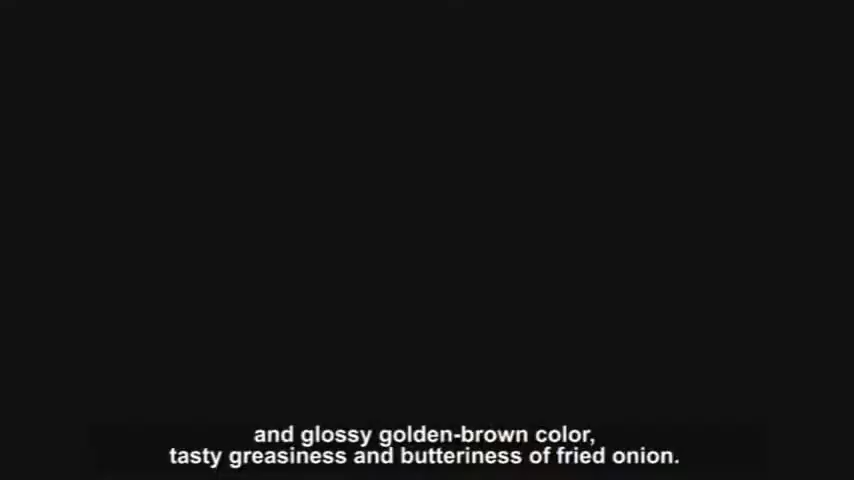 and glossy golden-brown color,
tasty greasiness and butteriness of fried onion.